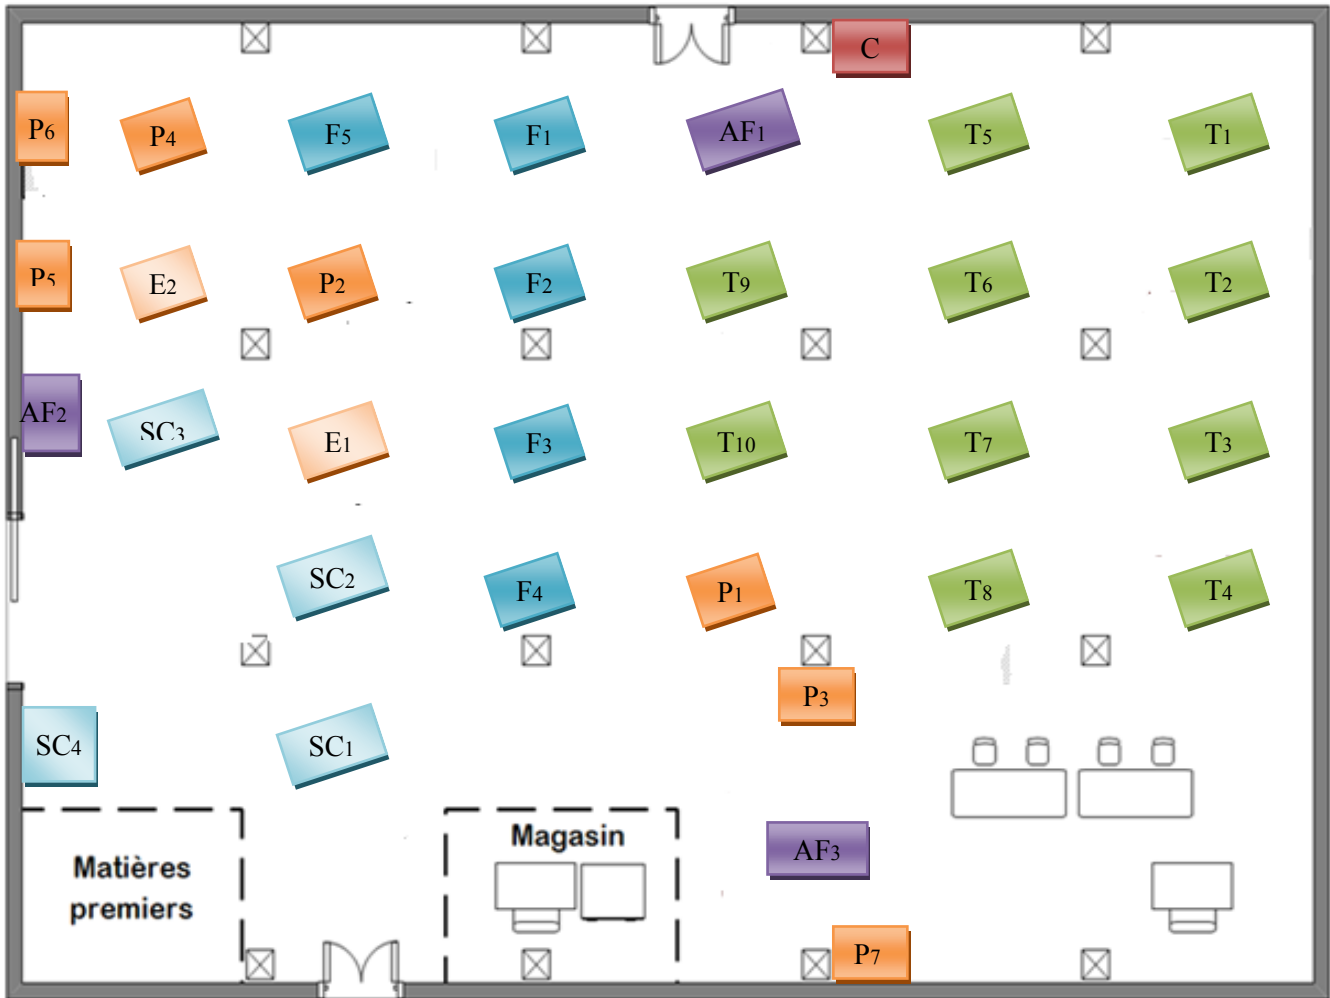 C
P6
P4
F5
F1
AF1
T5
T1
P5
E2
P2
F2
T9
T6
T2
AF2
SC3
E1
F3
T10
T7
T3
SC2
F4
P1
T8
T4
P3
SC4
SC1
Magasin
AF3
Matières
premiers
P7